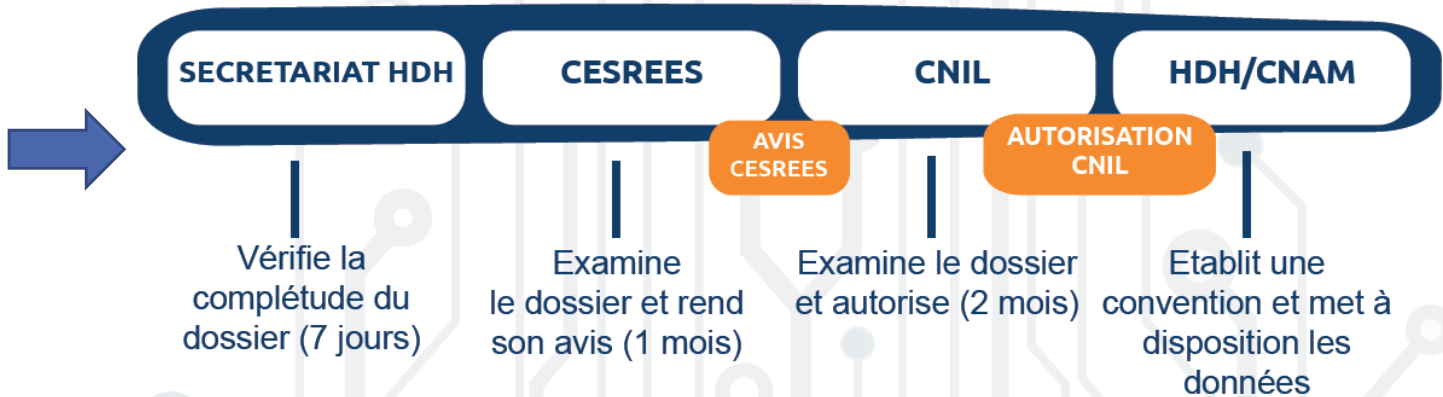 SECRETARIAT HDH
CESREES
CNIL
HDH/CNAM
AVIS
CESREES
AUTORISATION
CNIL
Vérifie la
complétude du
dossier (7 jours)
Examine
le dossier et rend
son avis (1 mois)
Examine le dossier
et autorise (2 mois)
Etablit une
convention et met à
disposition les
données